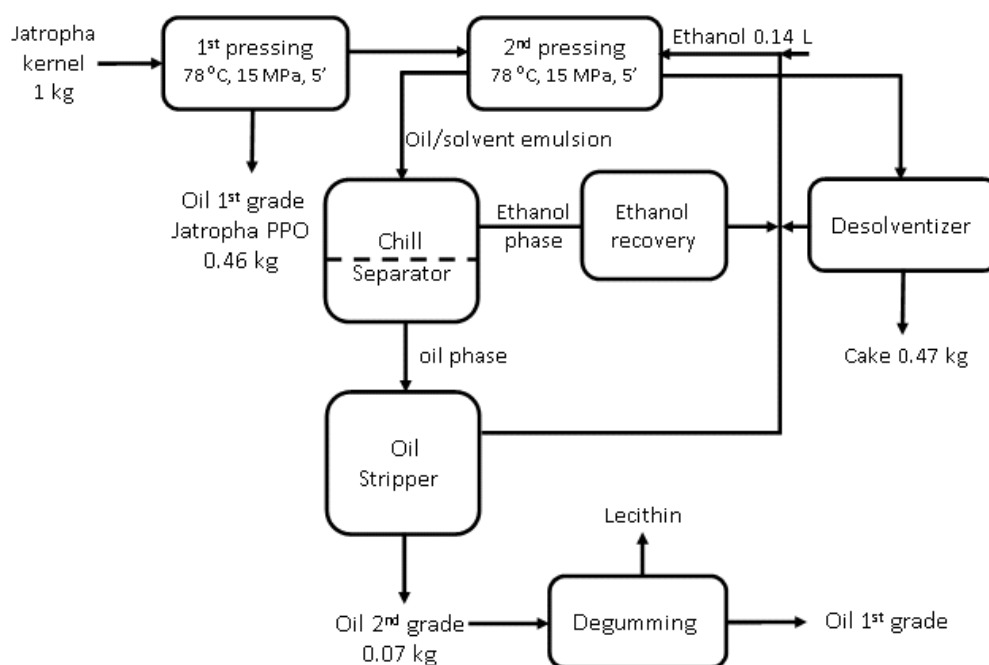 Jatropha
kernel
1 kg
1st pressing
78 °C, 15 MPa, 5’
2nd pressing
78 °C, 15 MPa, 5’
Ethanol 0.14 L
Oil/solvent emulsion
Oil 1st grade
Jatropha PPO
0.46 kg
Chill
Separator
Ethanol
phase
Ethanol
recovery
Desolventizer
Cake 0.47 kg
oil phase
Oil
Stripper
Lecithin
Oil 2nd grade
0.07 kg
Degumming
Oil 1st grade